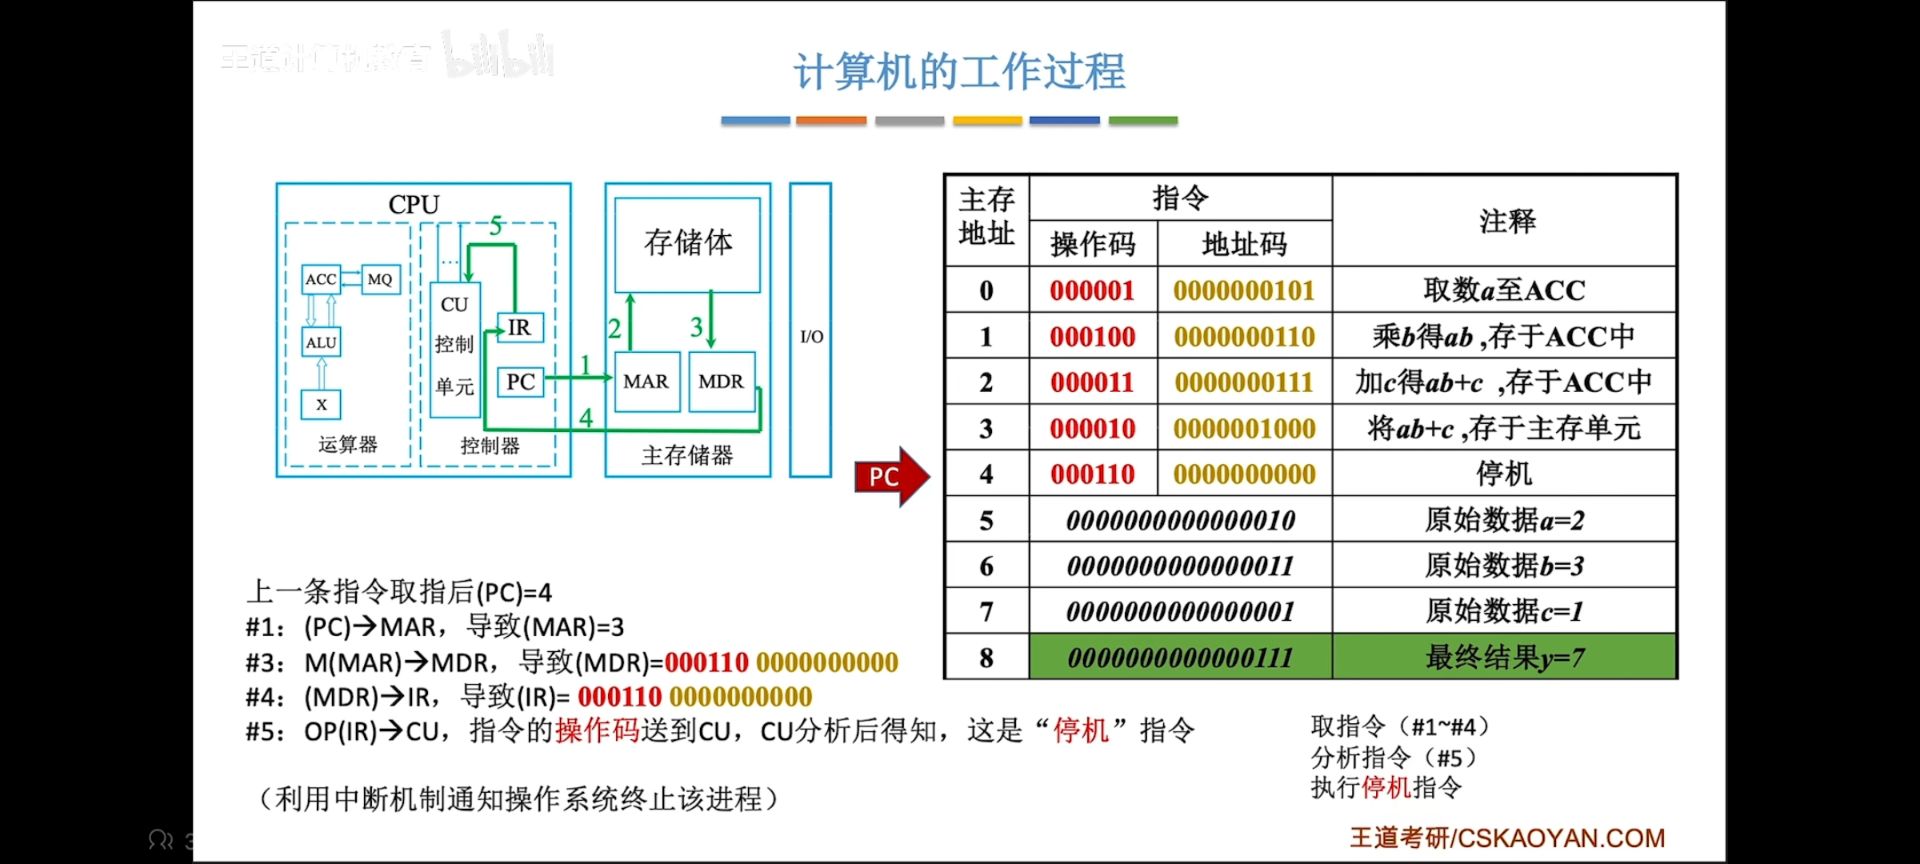 王道计算机教育 bilibili
计算机的工作过程
CPU
5
存储体
ACC
MQ
...
CU
控制
单元
IR
ALU
PC
X
运算器
控制器
1
2
3
4
MAR
MDR
主存储器
I/O
PC
主存地址 指令 注释
操作码 地址码
0 000001 0000000101 取数a至ACC
1 000100 0000000110 乘b得ab ,存于ACC中
2 000011 0000000111 加c得ab+c ,存于ACC中
3 000010 0000001000 将ab+c ,存于主存单元
4 000110 0000000000 停机
5 0000000000000010 原始数据a=2
6 0000000000000011 原始数据b=3
7 0000000000000001 原始数据c=1
8 0000000000000111 最终结果y=7
上一条指令取指后(PC)=4
#1：(PC)→MAR，导致(MAR)=3
#3：M(MAR)→MDR，导致(MDR)=000110 0000000000
#4：(MDR)→IR，导致(IR)= 000110 0000000000
#5：OP(IR)→CU，指令的操作码送到CU，CU分析后得知，这是“停机”指令
（利用中断机制通知操作系统终止该进程）
取指令（#1~#4）
分析指令（#5）
执行停机指令
王道考研/CSKAOYAN.COM